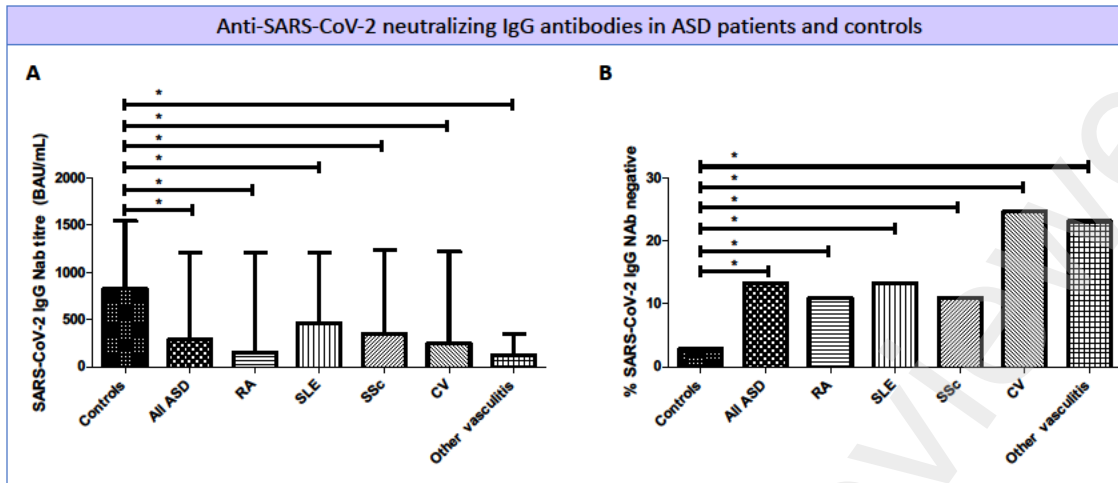 Anti-SARS-CoV-2 neutralizing IgG antibodies in ASD patients and controls
A
*
*
*
*
*
*
SARS-CoV-2 IgG Nab titre (BAU/mL)
2000
1500
1000
500
0
Controls
All ASD
RA
SLE
SSc
CV
Other vasculitis
B
*
*
*
*
*
*
% SARS-CoV-2 IgG NAb negative
30
20
10
0
Controls
All ASD
RA
SLE
SSc
CV
Other vasculitis